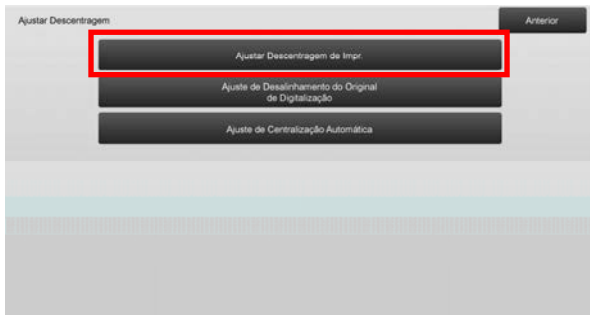 Ajustar Descentragem
Anterior
Ajustar Descentragem de Impr.
Ajuste de Desalinhamento do Original
de Digitalização
Ajuste de Centralização Automática